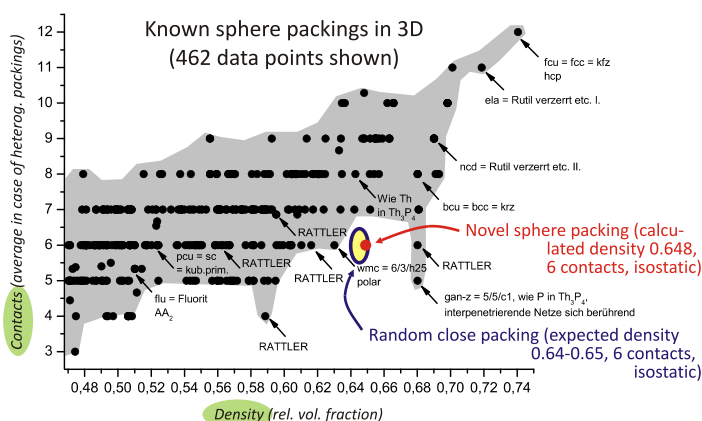 Known sphere packings in 3D
(462 data points shown)
Contacts (average in case of heterog. packings)
12
11
10
9
8
7
6
5
4
3
fcu = fcc = kfz
hcp
ela = Rutil verzerrt etc. I.
ncd = Rutil verzerrt etc. II.
bcu = bcc = krz
Wie Th
in Th3P4
RATTLER
Novel sphere packing (calcu-
lated density 0.648,
6 contacts, isostatic)
pcu = sc
= kub.prim.
RATTLER
RATTLER
wmc = 6/3/h25
polar
RATTLER
flu = Fluorit
AA2
gan-z = 5/5/c1, wie P in Th3P4,
interpenetrierende Netze sich berührend
RATTLER
Random close packing (expected density
0.64-0.65, 6 contacts,
isostatic)
0,48 0,50 0,52 0,54 0,56 0,58 0,60 0,62 0,64 0,66 0,68 0,70 0,72 0,74
Density (rel. vol. fraction)